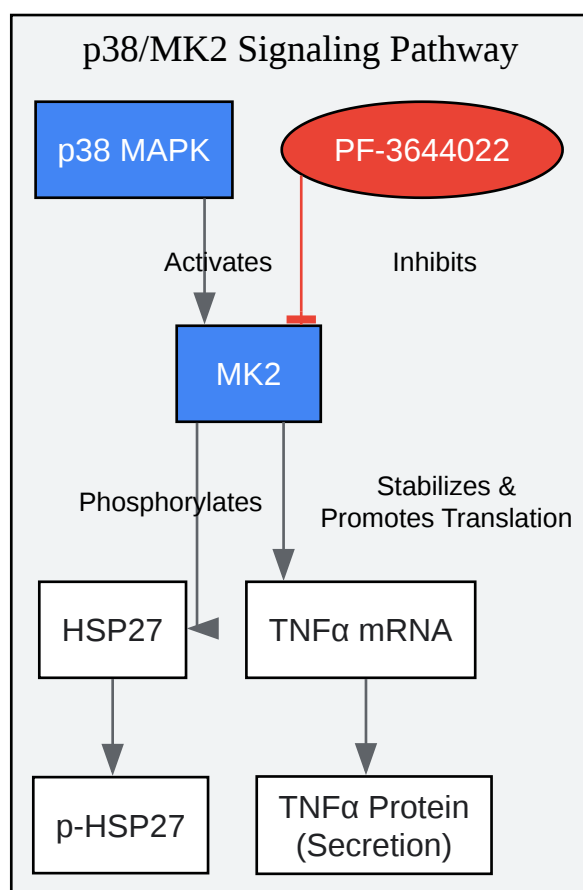 p38/MK2 Signaling Pathway
p38 MAPK
PF-3644022
Activates
Inhibits
MK2
Phosphorylates
Stabilizes &
Promotes Translation
HSP27
TNFα mRNA
p-HSP27
TNFα Protein
(Secretion)